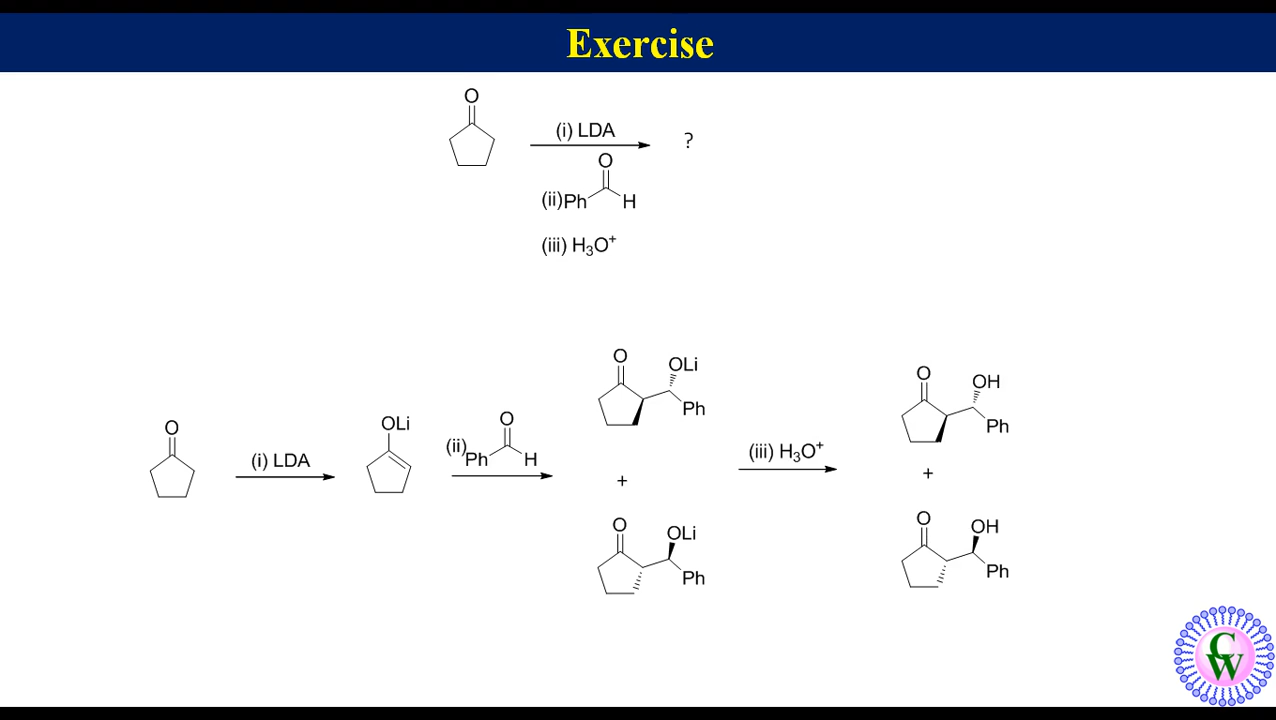 Exercise
O
(i) LDA
?
O
(ii)Ph H
(iii) H₃O⁺
O
(i) LDA
OLi
(ii)
O
Ph H
O
OLi
Ph
+
O
OLi
Ph
(iii) H₃O⁺
O
OH
Ph
+
O
OH
Ph
C
W